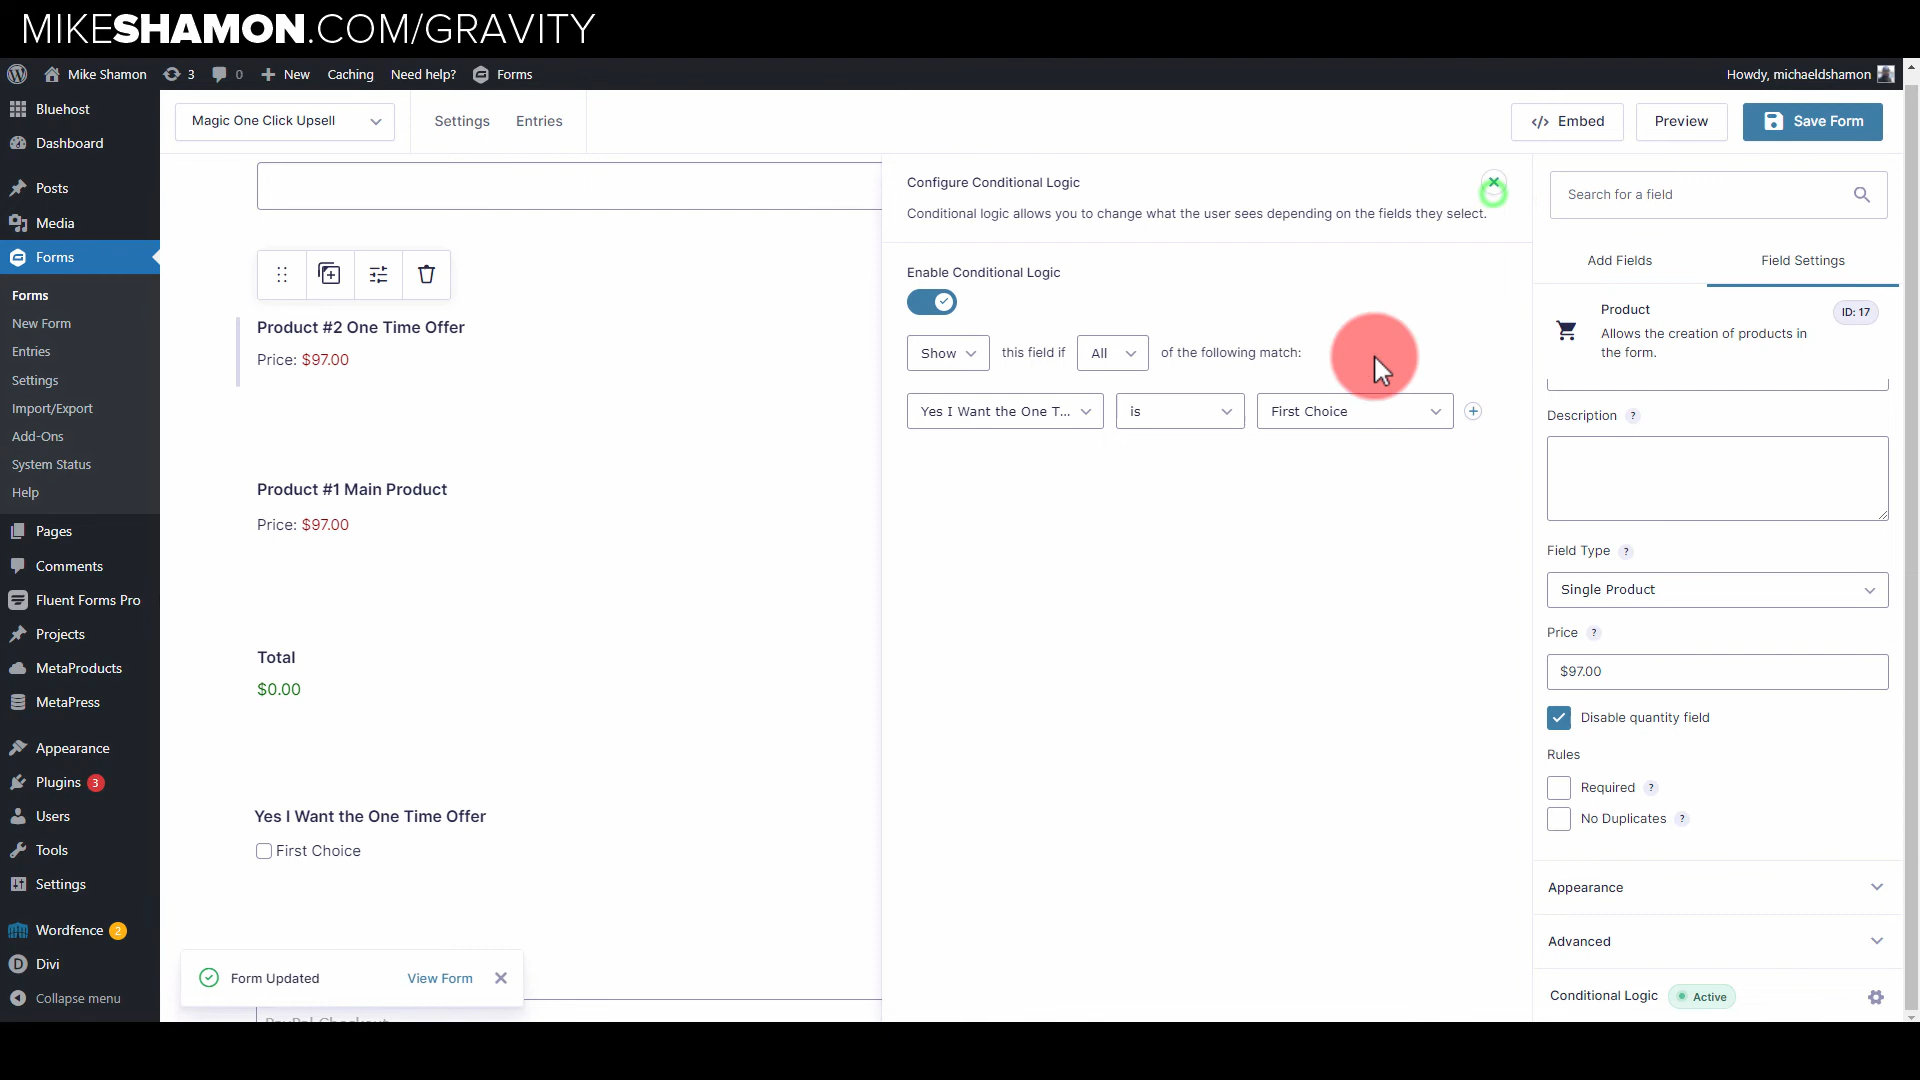 MIKESHAMON.COM/GRAVITY
Mike Shamon 3 0 New Caching Need help? Forms Howdy, michaeldshamon
Bluehost
Dashboard
Posts
Media
Forms
Forms
New Form
Entries
Settings
Import/Export
Add-Ons
System Status
Help
Pages
Comments
Fluent Forms Pro
Projects
MetaProducts
MetaPress
Appearance
Plugins 3
Users
Tools
Settings
Wordfence 2
Divi
Collapse menu
Magic One Click Upsell Settings Entries </> Embed Preview Save Form
Product #2 One Time Offer
Price: $97.00
Product #1 Main Product
Price: $97.00
Total
$0.00
Yes I Want the One Time Offer
First Choice
Form Updated View Form
PayPal Checkout
Configure Conditional Logic
Conditional logic allows you to change what the user sees depending on the fields they select.
Enable Conditional Logic
Show this field if All of the following match:
Yes I Want the One T... is First Choice
Search for a field
Add Fields Field Settings
Product ID: 17
Allows the creation of products in
the form.
Description ?
Field Type ?
Single Product
Price ?
$97.00
Disable quantity field
Rules
Required ?
No Duplicates ?
Appearance
Advanced
Conditional Logic Active